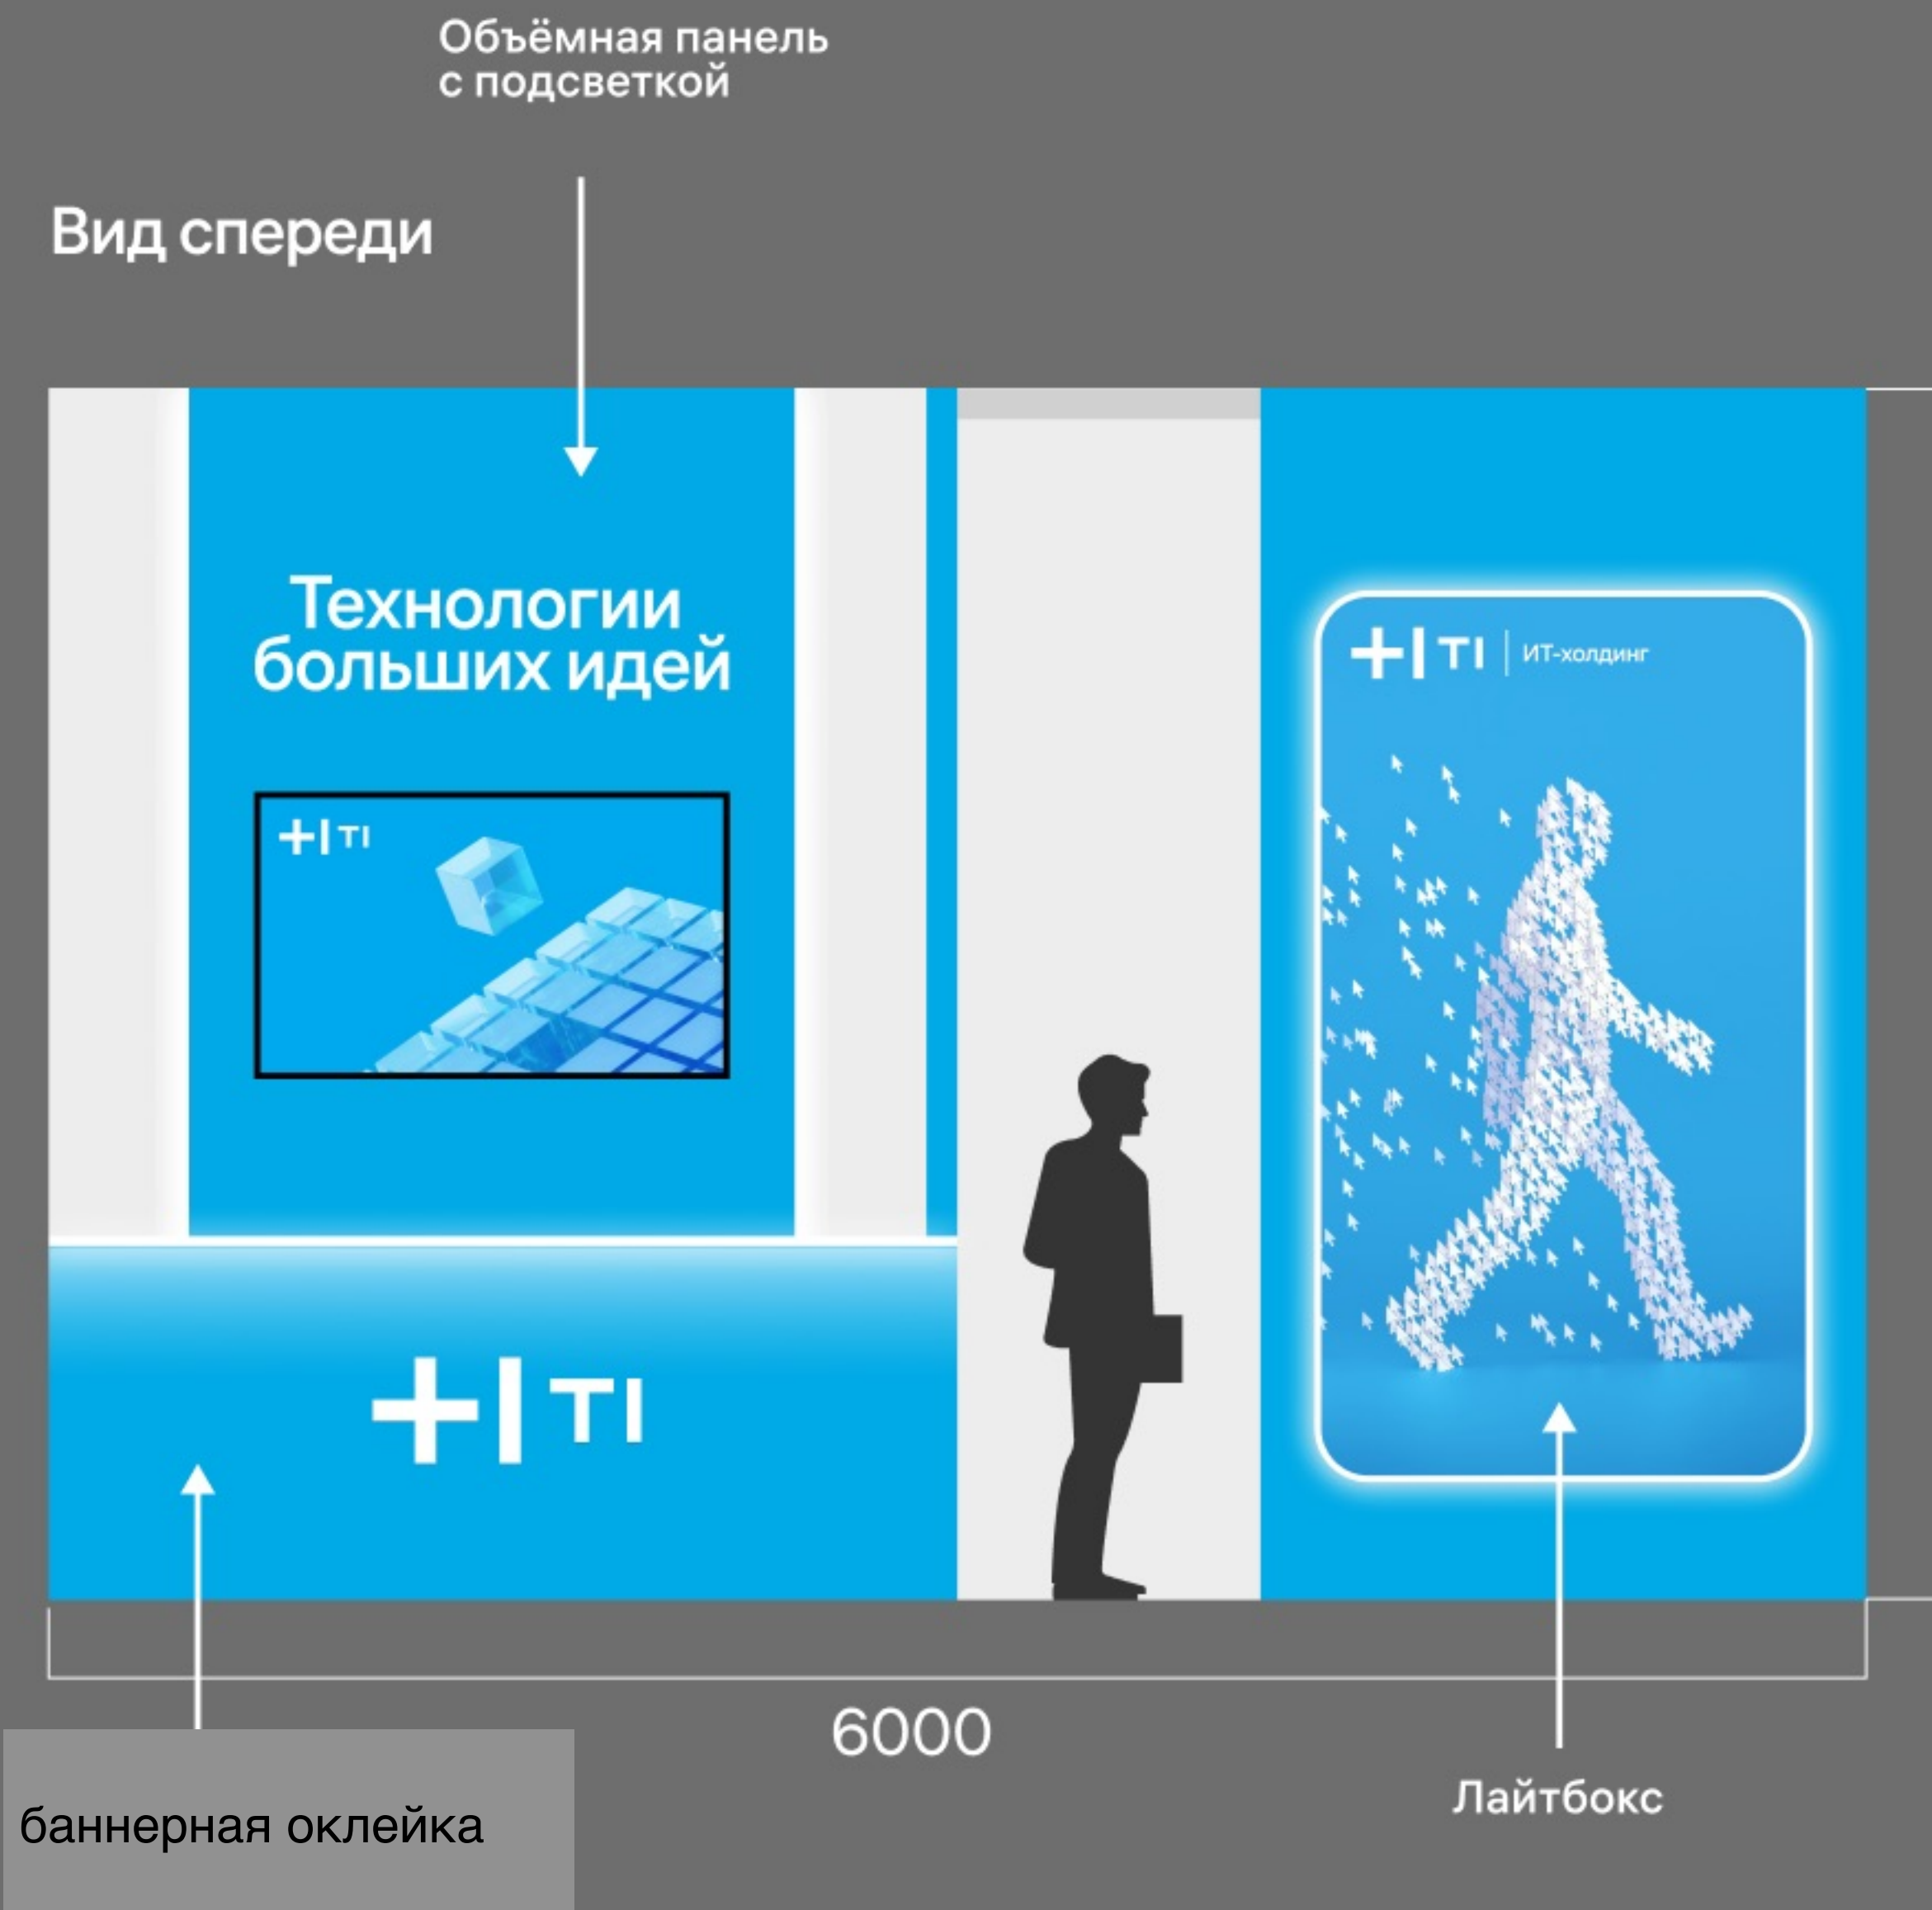 Объёмная панель
с подсветкой
Вид спереди
Технологии
больших идей
TI
TI | ИТ-холдинг
TI
6000
Лайтбокс
баннерная оклейка